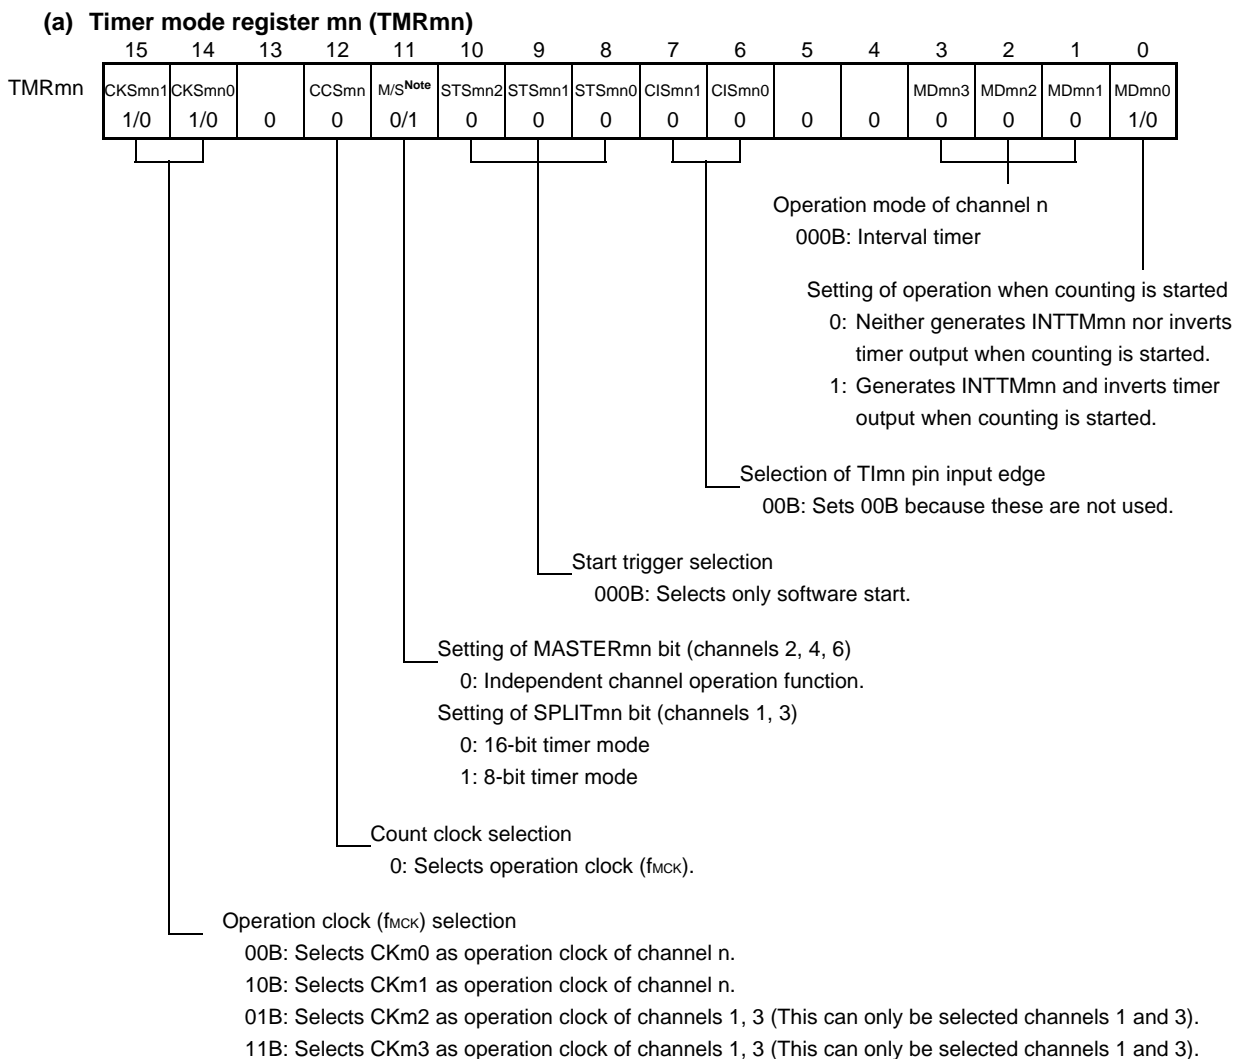 (a) Timer mode register mn (TMRmn)
15 14 13 12 11 10 9 8 7 6 5 4 3 2 1 0
TMRmn CKSmn1 CKSmn0 CCSmn M/SNote STSmn2 STSmn1 STSmn0 CISmn1 CISmn0 MDmn3 MDmn2 MDmn1 MDmn0
1/0 1/0 0 0 0/1 0 0 0 0 0 0 0 0 0 0 1/0
Operation mode of channel n
000B: Interval timer
Setting of operation when counting is started
0: Neither generates INTTMmn nor inverts
timer output when counting is started.
1: Generates INTTMmn and inverts timer
output when counting is started.
Selection of TImn pin input edge
00B: Sets 00B because these are not used.
Start trigger selection
000B: Selects only software start.
Setting of MASTERmn bit (channels 2, 4, 6)
0: Independent channel operation function.
Setting of SPLITmn bit (channels 1, 3)
0: 16-bit timer mode
1: 8-bit timer mode
Count clock selection
0: Selects operation clock (fMCK).
Operation clock (fMCK) selection
00B: Selects CKm0 as operation clock of channel n.
10B: Selects CKm1 as operation clock of channel n.
01B: Selects CKm2 as operation clock of channels 1, 3 (This can only be selected channels 1 and 3).
11B: Selects CKm3 as operation clock of channels 1, 3 (This can only be selected channels 1 and 3).